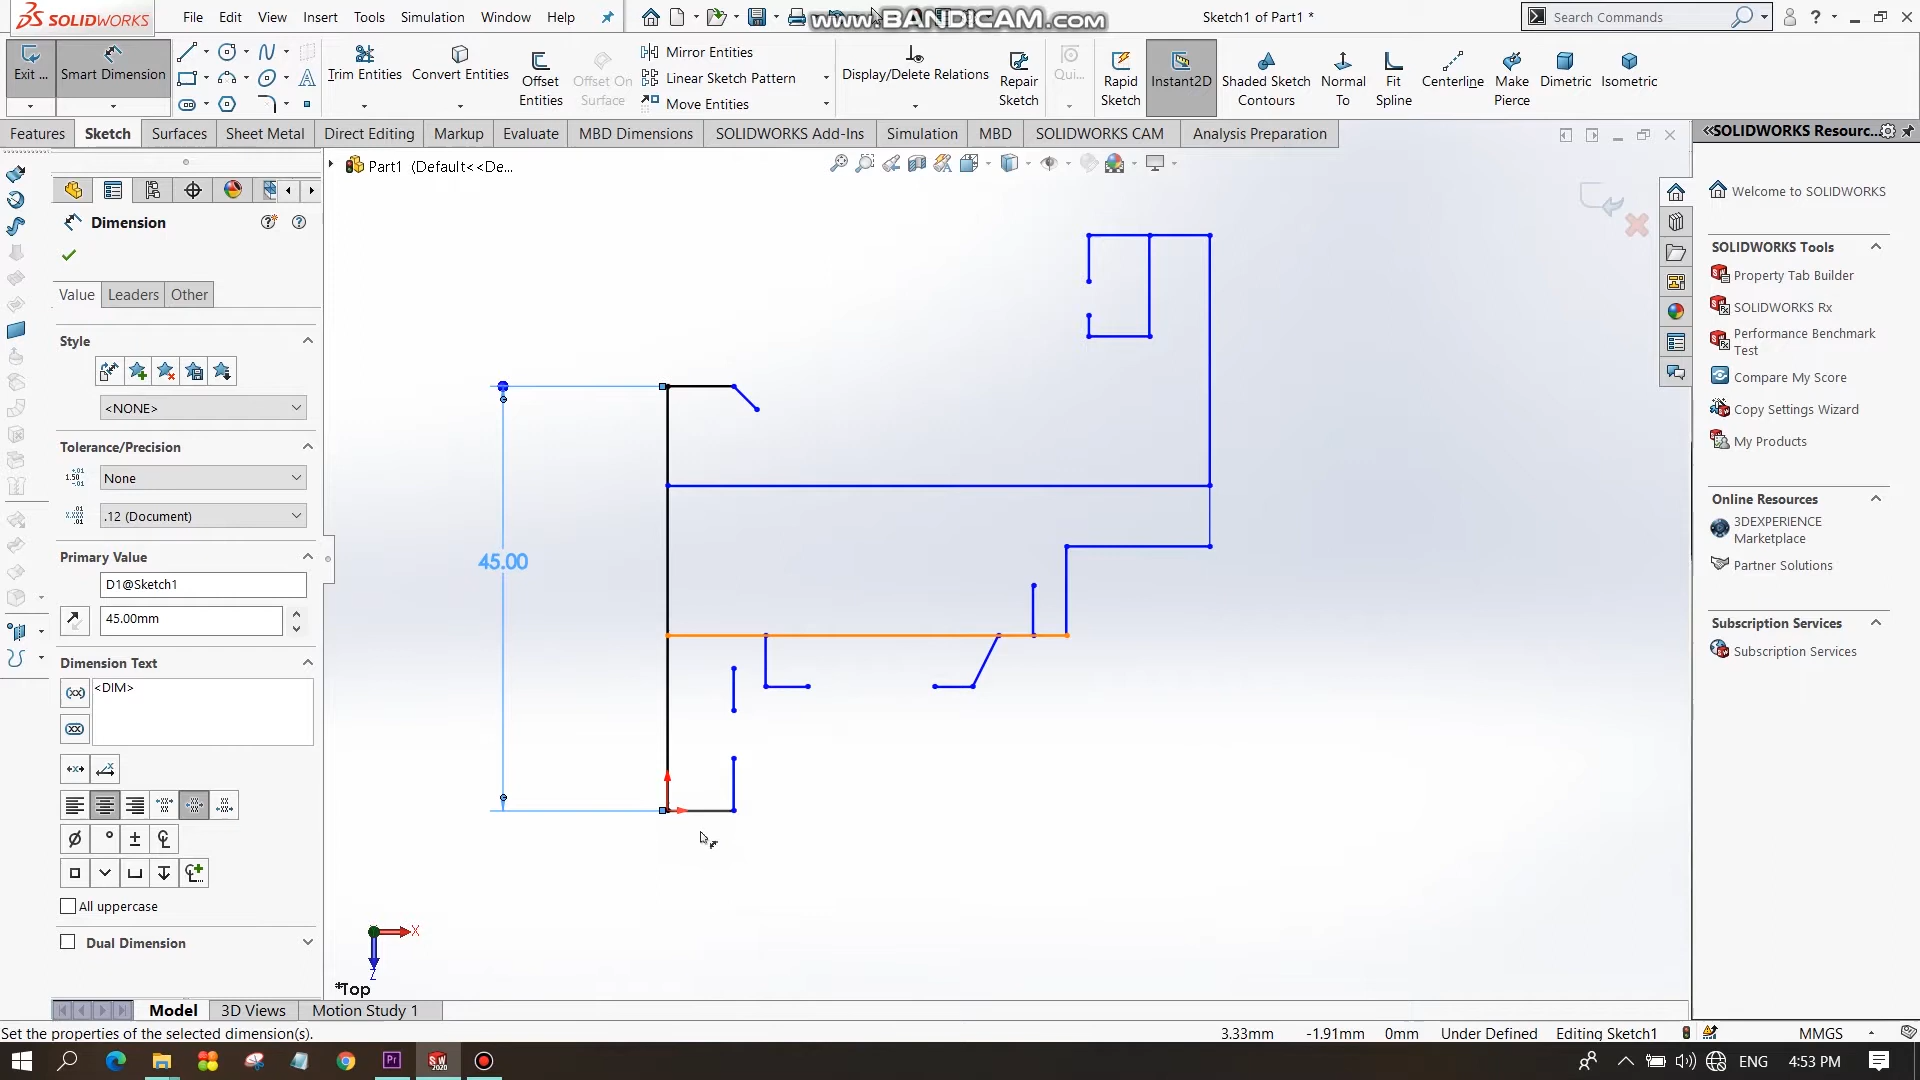 SOLIDWORKS
File Edit View Insert Tools Simulation Window Help
www.BANDICAM.com
Sketch1 of Part1 *
Search Commands
Exit ...
Smart Dimension
Trim Entities
Convert Entities
Offset Entities
Offset On Surface
Mirror Entities
Linear Sketch Pattern
Move Entities
Display/Delete Relations
Repair Sketch
Qui...
Rapid Sketch
Instant2D
Shaded Sketch Contours
Normal To
Fit Spline
Centerline
Make Pierce
Dimetric
Isometric
Features Sketch Surfaces Sheet Metal Direct Editing Markup Evaluate MBD Dimensions SOLIDWORKS Add-Ins Simulation MBD SOLIDWORKS CAM Analysis Preparation
Part1 (Default<<De...
Dimension
Value Leaders Other
Style
<NONE>
Tolerance/Precision
None
.12 (Document)
Primary Value
D1@Sketch1
45.00mm
Dimension Text
<DIM>
All uppercase
Dual Dimension
45.00
X
Z
*Top
SOLIDWORKS Resourc...
Welcome to SOLIDWORKS
SOLIDWORKS Tools
Property Tab Builder
SOLIDWORKS Rx
Performance Benchmark Test
Compare My Score
Copy Settings Wizard
My Products
Online Resources
3DEXPERIENCE Marketplace
Partner Solutions
Subscription Services
Subscription Services
Model 3D Views Motion Study 1
Set the properties of the selected dimension(s).
3.33mm -1.91mm 0mm Under Defined Editing Sketch1 MMGS
ENG 4:53 PM